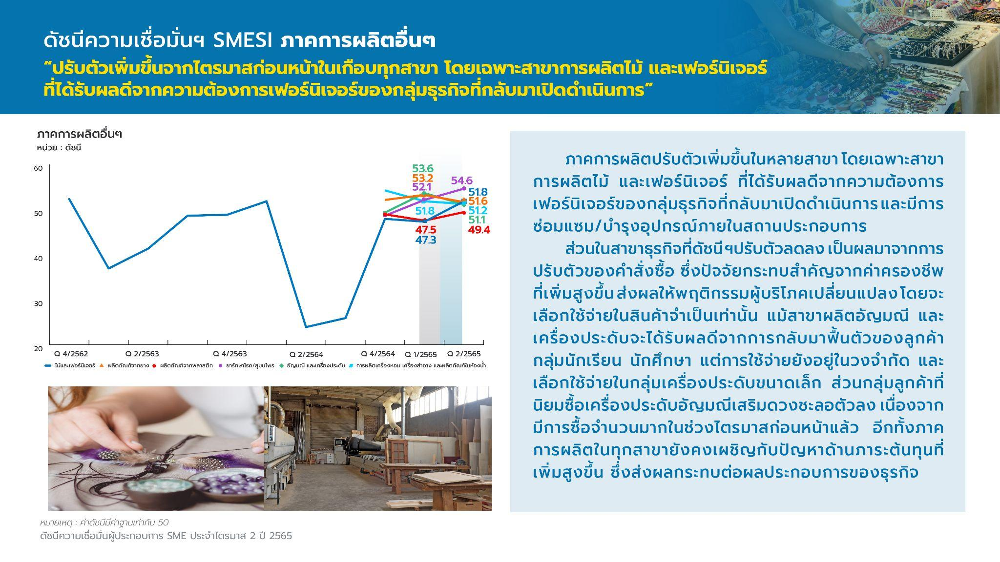 ดัชนีความเชื่อมั่นฯ SMESI ภาคการผลิตอื่นๆ
“ปรับตัวเพิ่มขึ้นจากไตรมาสก่อนหน้าในเกือบทุกสาขา โดยเฉพาะสาขาการผลิตไม้ และเฟอร์นิเจอร์
ที่ได้รับผลดีจากความต้องการเฟอร์นิเจอร์ของกลุ่มธุรกิจที่กลับมาเปิดดำเนินการ”
ภาคการผลิตอื่นๆ
หน่วย : ดัชนี
60
50
40
30
20
53.6
53.2
52.1
51.8
47.5
47.3
54.6
51.8
51.6
51.2
51.1
49.4
Q 4/2562 Q 2/2563 Q 4/2563 Q 2/2564 Q 4/2564 Q 1/2565 Q 2/2565
ไม้และเฟอร์นิเจอร์ ผลิตภัณฑ์จากยาง ผลิตภัณฑ์จากพลาสติก ยารักษาโรค/สุมนไพร อัญมณี และเครื่องประดับ การผลิตเครื่องหอม เครื่องสำอาง และผลิตภัณฑ์ในห้องน้ำ
ภาคการผลิตปรับตัวเพิ่มขึ้นในหลายสาขา โดยเฉพาะสาขา
การผลิตไม้ และเฟอร์นิเจอร์ ที่ได้รับผลดีจากความต้องการ
เฟอร์นิเจอร์ของกลุ่มธุรกิจที่กลับมาเปิดดำเนินการ และมีการ
ซ่อมแซม/บำรุงอุปกรณ์ภายในสถานประกอบการ
ส่วนในสาขาธุรกิจที่ดัชนีฯปรับตัวลดลง เป็นผลมาจากการ
ปรับตัวของคำสั่งซื้อ ซึ่งปัจจัยกระทบสำคัญจากค่าครองชีพ
ที่เพิ่มสูงขึ้น ส่งผลให้พฤติกรรมผู้บริโภคเปลี่ยนแปลง โดยจะ
เลือกใช้จ่ายในสินค้าจำเป็นเท่านั้น แม้สาขาผลิตอัญมณี และ
เครื่องประดับจะได้รับผลดีจากการกลับมาฟื้นตัวของลูกค้า
กลุ่มนักเรียน นักศึกษา แต่การใช้จ่ายยังอยู่ในวงจำกัด และ
เลือกใช้จ่ายในกลุ่มเครื่องประดับขนาดเล็ก ส่วนกลุ่มลูกค้าที่
นิยมซื้อเครื่องประดับอัญมณีเสริมดวงชะลอตัวลง เนื่องจาก
มีการซื้อจำนวนมากในช่วงไตรมาสก่อนหน้าแล้ว อีกทั้งภาค
การผลิตในทุกสาขายังคงเผชิญกับปัญหาด้านภาระต้นทุนที่
เพิ่มสูงขึ้น ซึ่งส่งผลกระทบต่อผลประกอบการของธุรกิจ
หมายเหตุ : ค่าดัชนีมีค่าฐานเท่ากับ 50
ดัชนีความเชื่อมั่นผู้ประกอบการ SME ประจำไตรมาส 2 ปี 2565